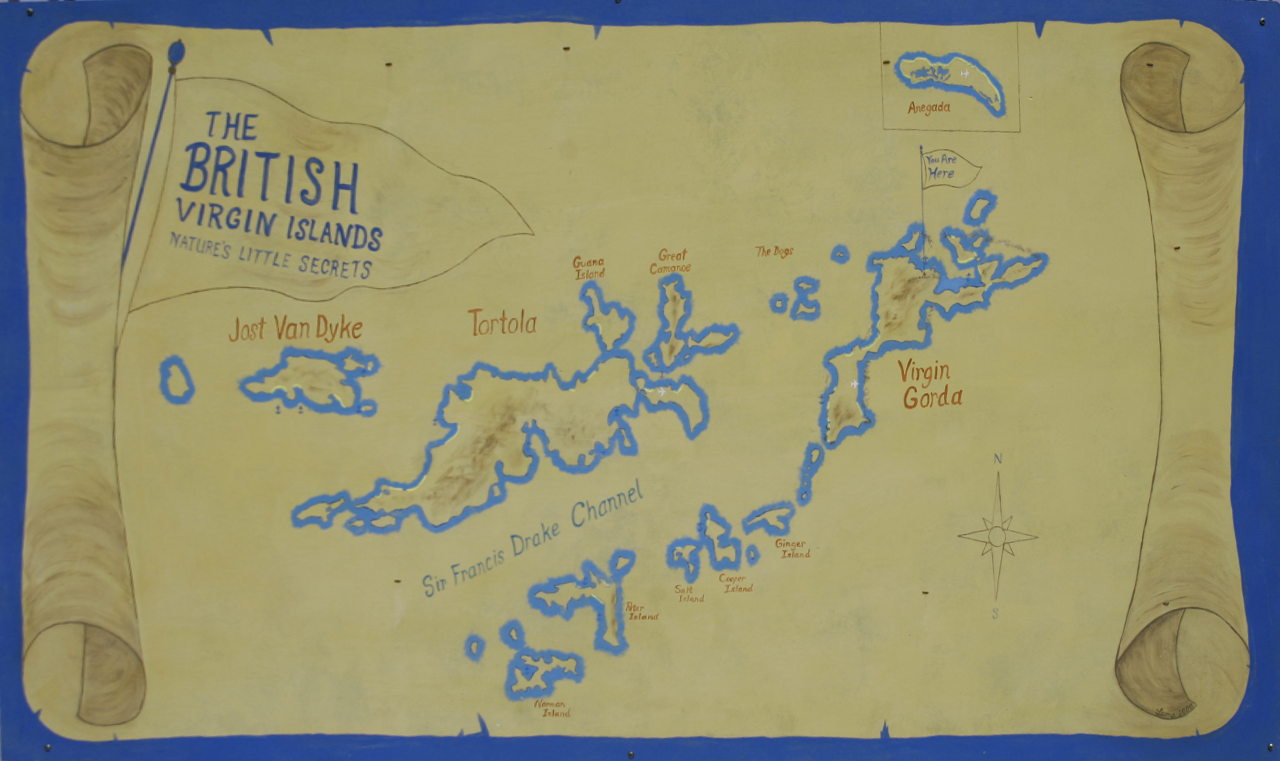 THE
BRITISH
VIRGIN ISLANDS
NATURE'S LITTLE SECRETS
Anegada
You Are
Here
Guana
Island
Great
Camanoe
The Dogs
Jost Van Dyke
Tortola
Virgin
Gorda
Sir Francis Drake Channel
N
S
Ginger
Island
Cooper
Island
Salt
Island
Peter
Island
Norman
Island